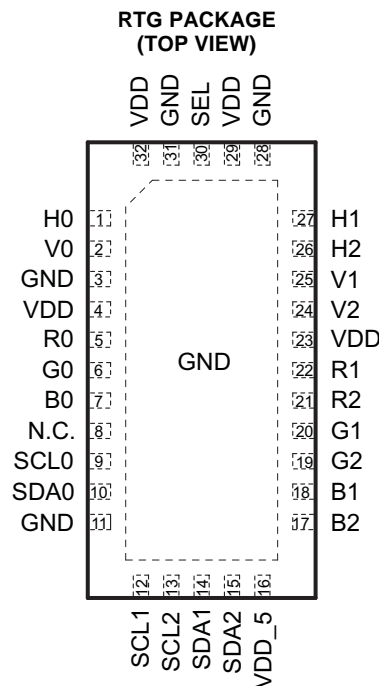 RTG PACKAGE
(TOP VIEW)
VDD GND SEL VDD GND
32 31 30 29 28
H0 1 27 H1
V0 2 26 H2
GND 3 25 V1
VDD 4 24 V2
R0 5 23 VDD
G0 6 GND 22 R1
B0 7 21 R2
N.C. 8 20 G1
SCL0 9 19 G2
SDA0 10 18 B1
GND 11 17 B2
12 13 14 15 16
SCL1 SCL2 SDA1 SDA2 VDD_5